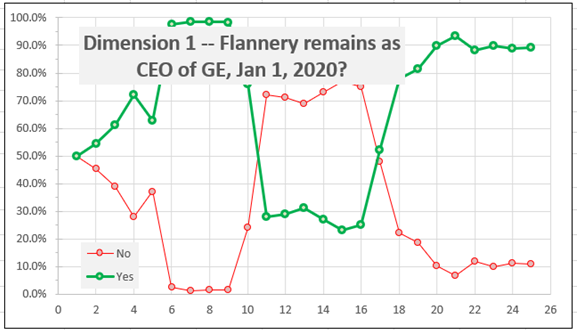 Dimension 1 -- Flannery remains as
CEO of GE, Jan 1, 2020?
100.0%
90.0%
80.0%
70.0%
60.0%
50.0%
40.0%
30.0%
20.0%
10.0%
0.0%
No
Yes
0 2 4 6 8 10 12 14 16 18 20 22 24 26